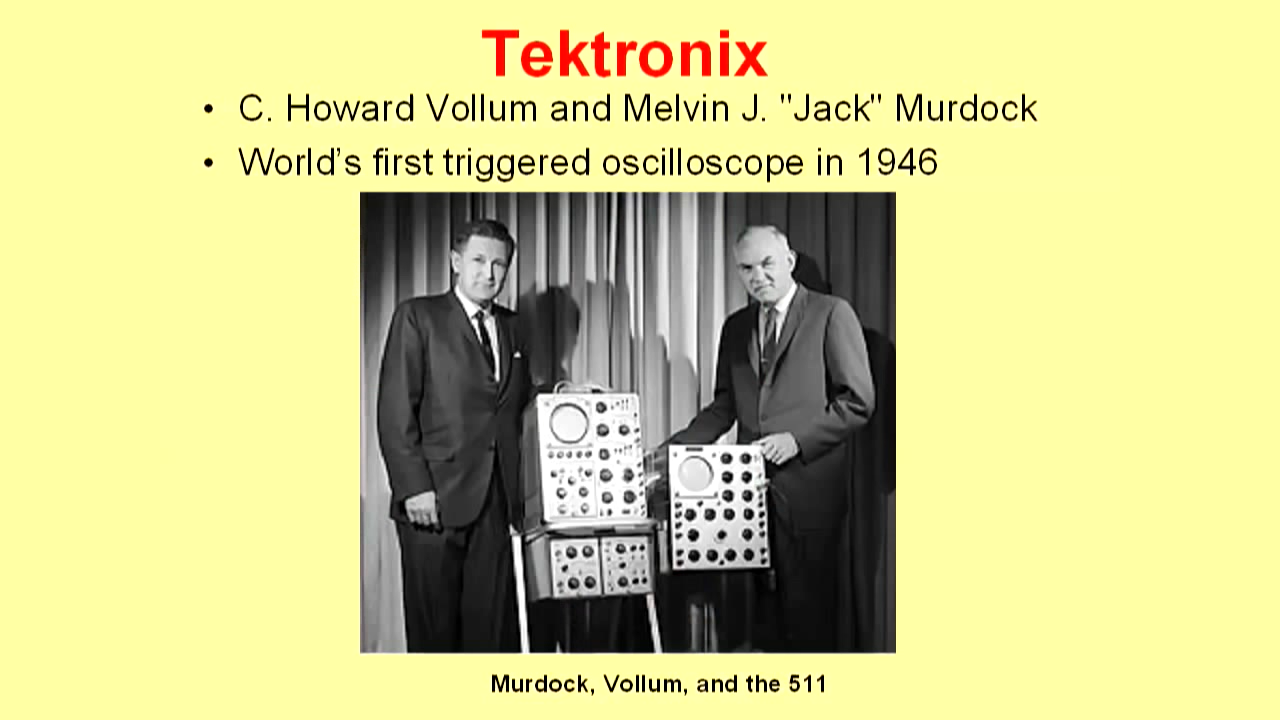 Tektronix
• C. Howard Vollum and Melvin J. "Jack" Murdock
• World’s first triggered oscilloscope in 1946
Murdock, Vollum, and the 511